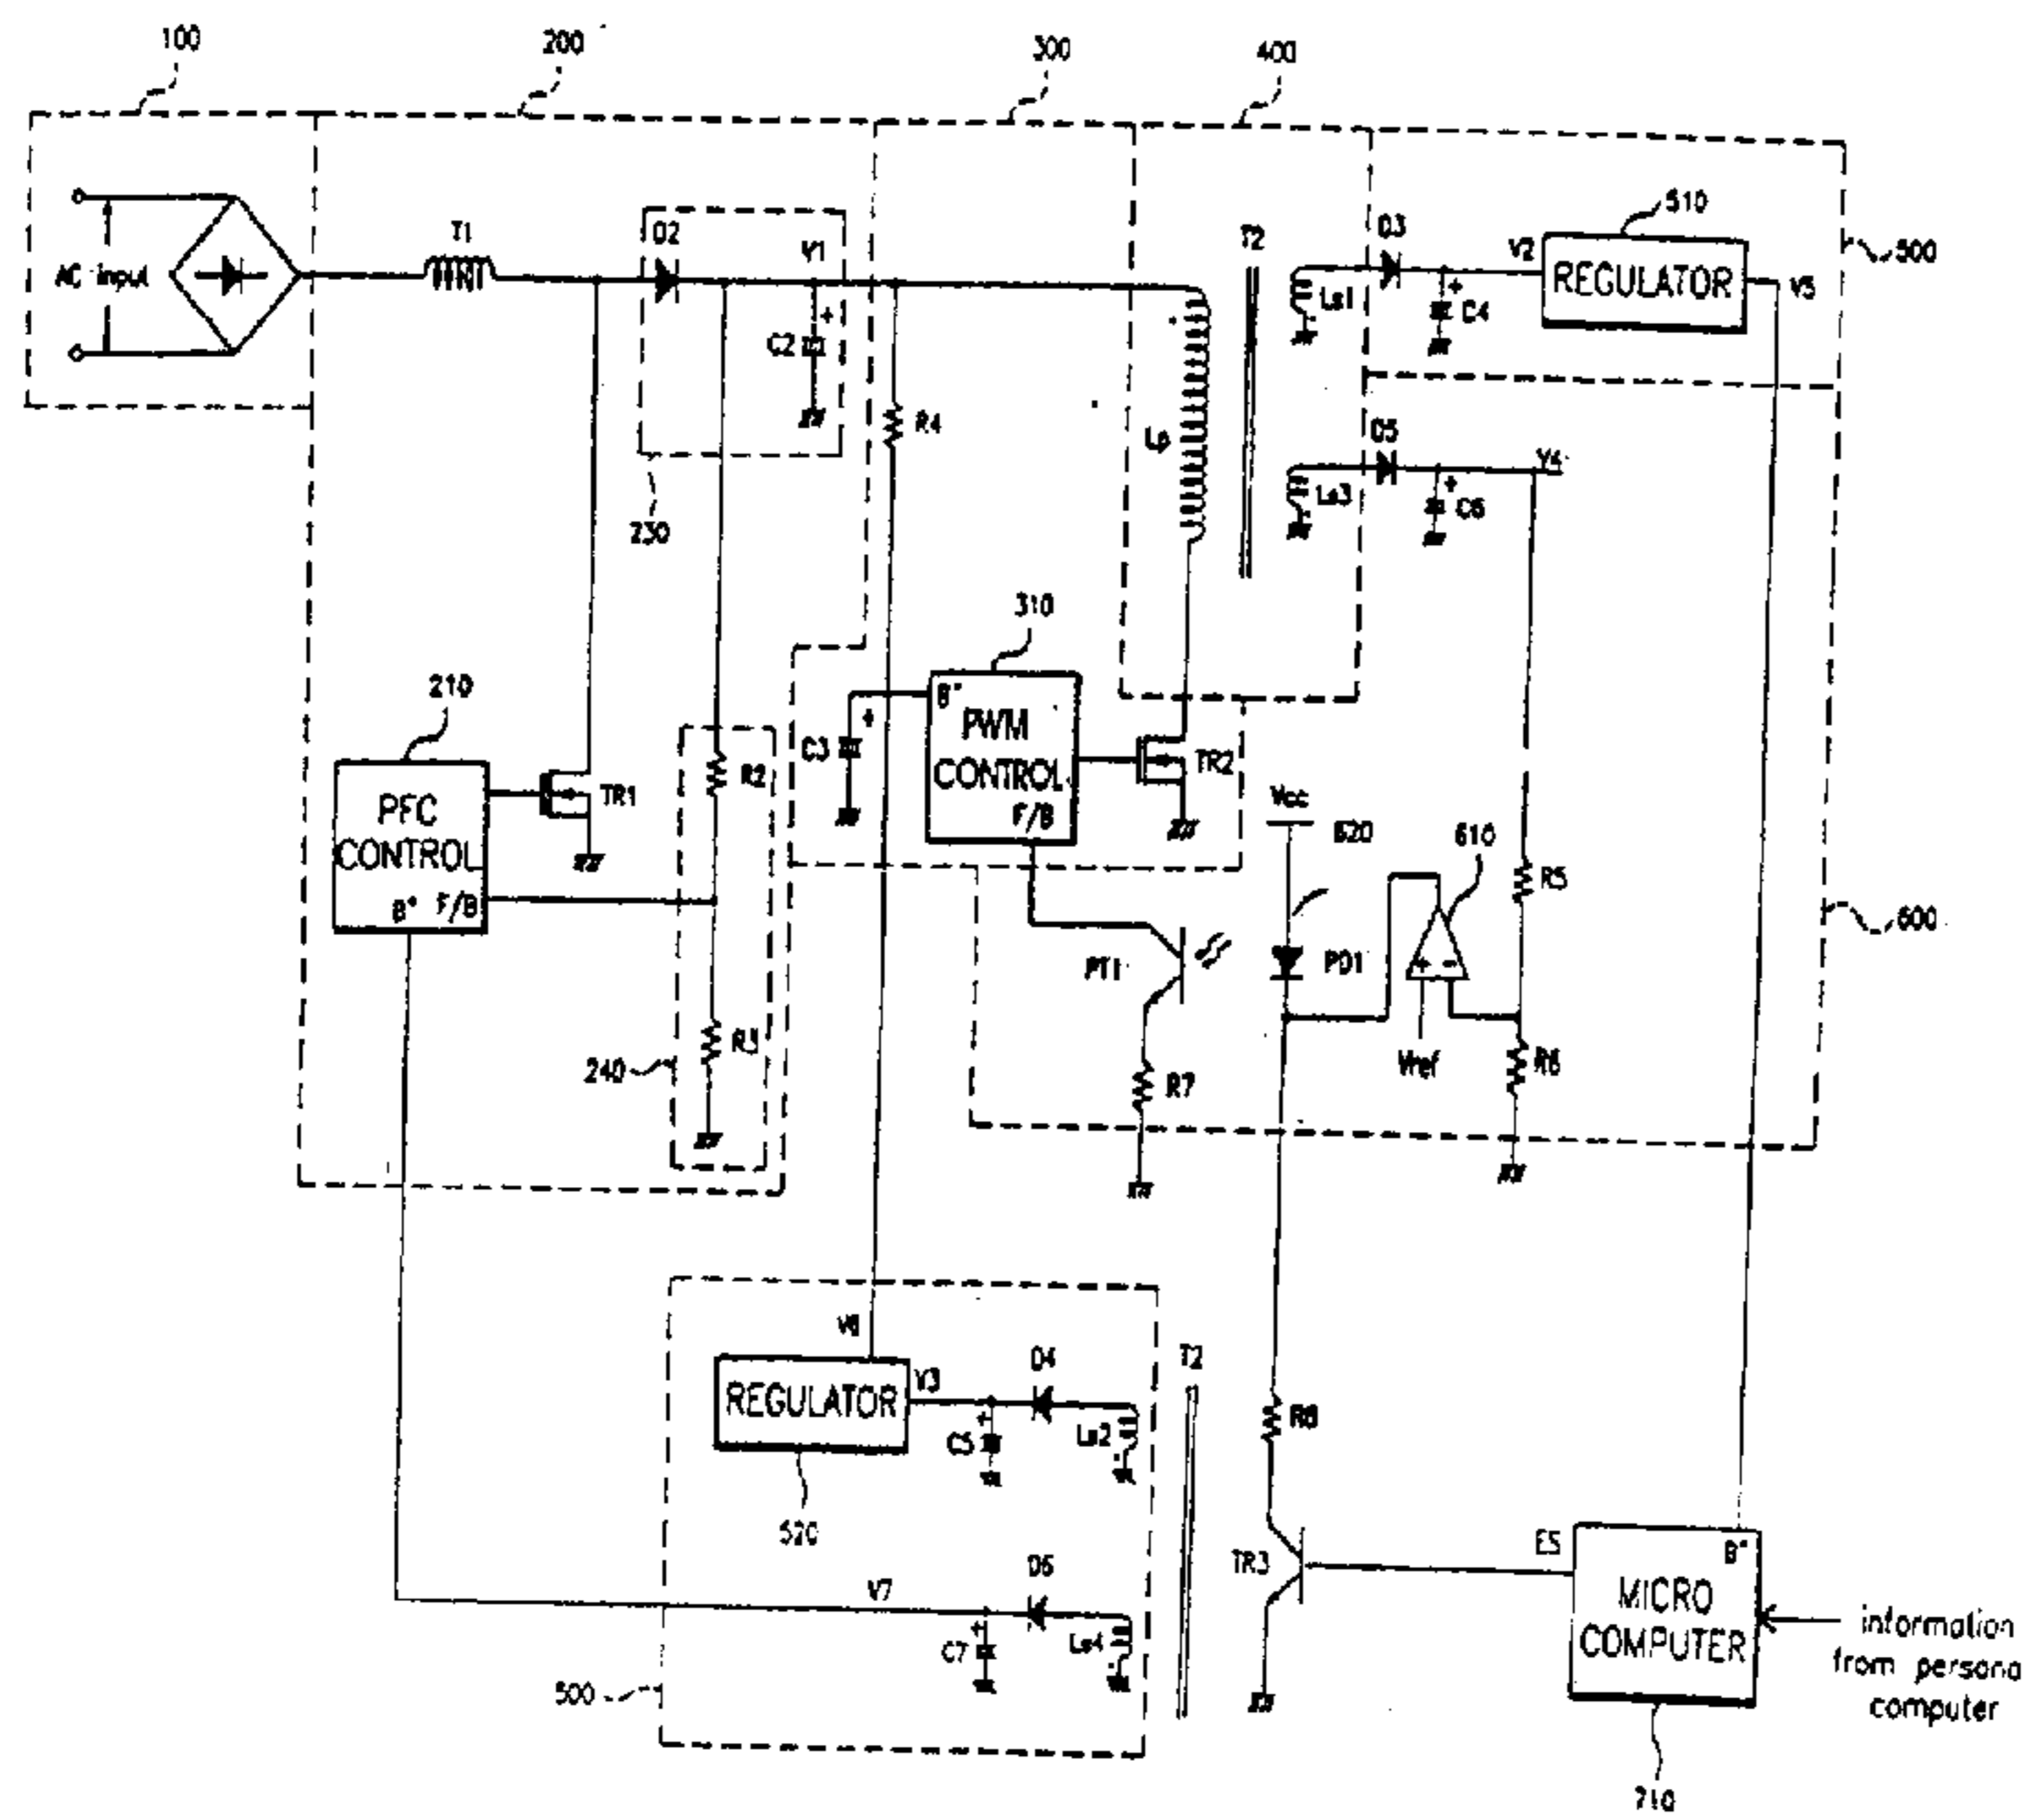 100
200
300
400
AC input
T1
D2
V1
C2
230
R4
T2
Lp
Ls1
D3
C4
V2
510
REGULATOR
V5
500
Ls3
D5
C6
210
PFC
CONTROL
B+
F/B
TR1
R2
R3
240
310
B+
PWM
CONTROL
F/B
C3
TR2
Vcc
620
610
R5
600
PT1
PD1
+ -
Vref
R6
R7
V6
REGULATOR
V3
520
C5
D4
Ls2
T2
V7
C7
D6
Ls4
500
R8
TR3
ES
B+
MICRO
COMPUTER
information
from persona
computer
710